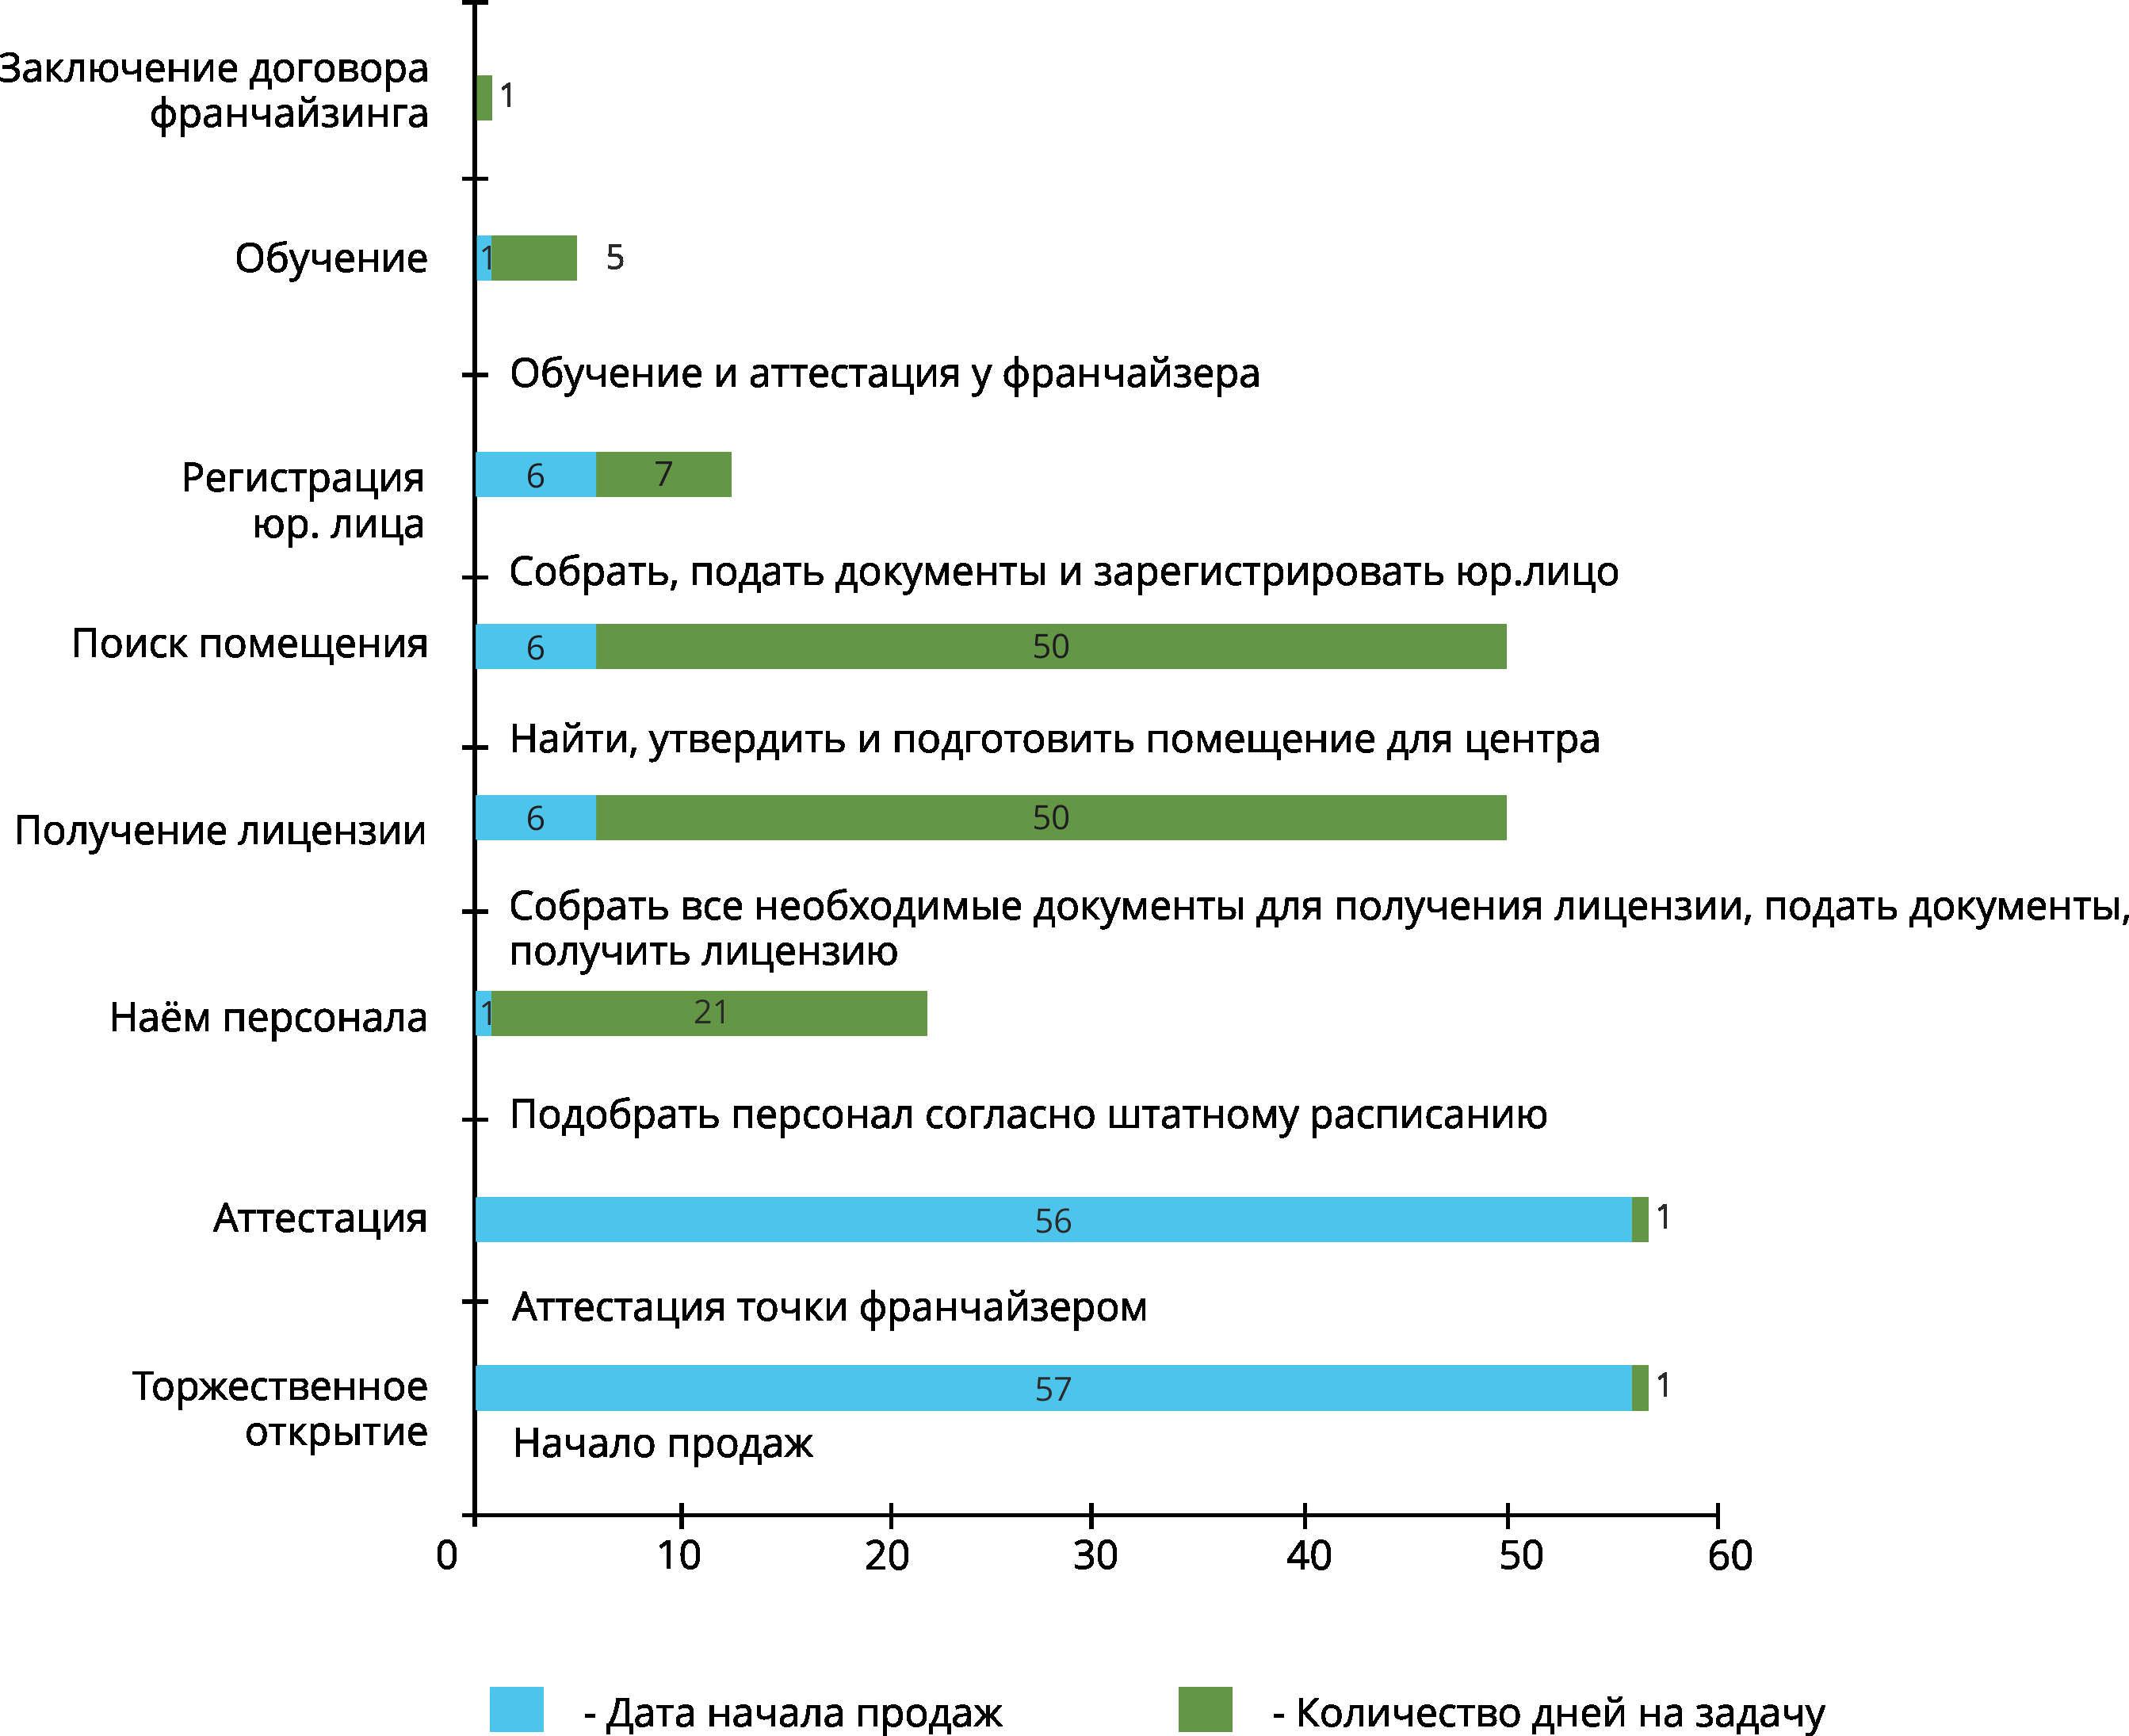 Заключение договора
франчайзинга
1
Обучение
1
5
Обучение и аттестация у франчайзера
Регистрация
юр. лица
6
7
Собрать, подать документы и зарегистрировать юр.лицо
Поиск помещения
6
50
Найти, утвердить и подготовить помещение для центра
Получение лицензии
6
50
Собрать все необходимые документы для получения лицензии, подать документы,
получить лицензию
Наём персонала
1
21
Подобрать персонал согласно штатному расписанию
Аттестация
56
1
Аттестация точки франчайзером
Торжественное
открытие
57
1
Начало продаж
0 10 20 30 40 50 60
- Дата начала продаж
- Количество дней на задачу